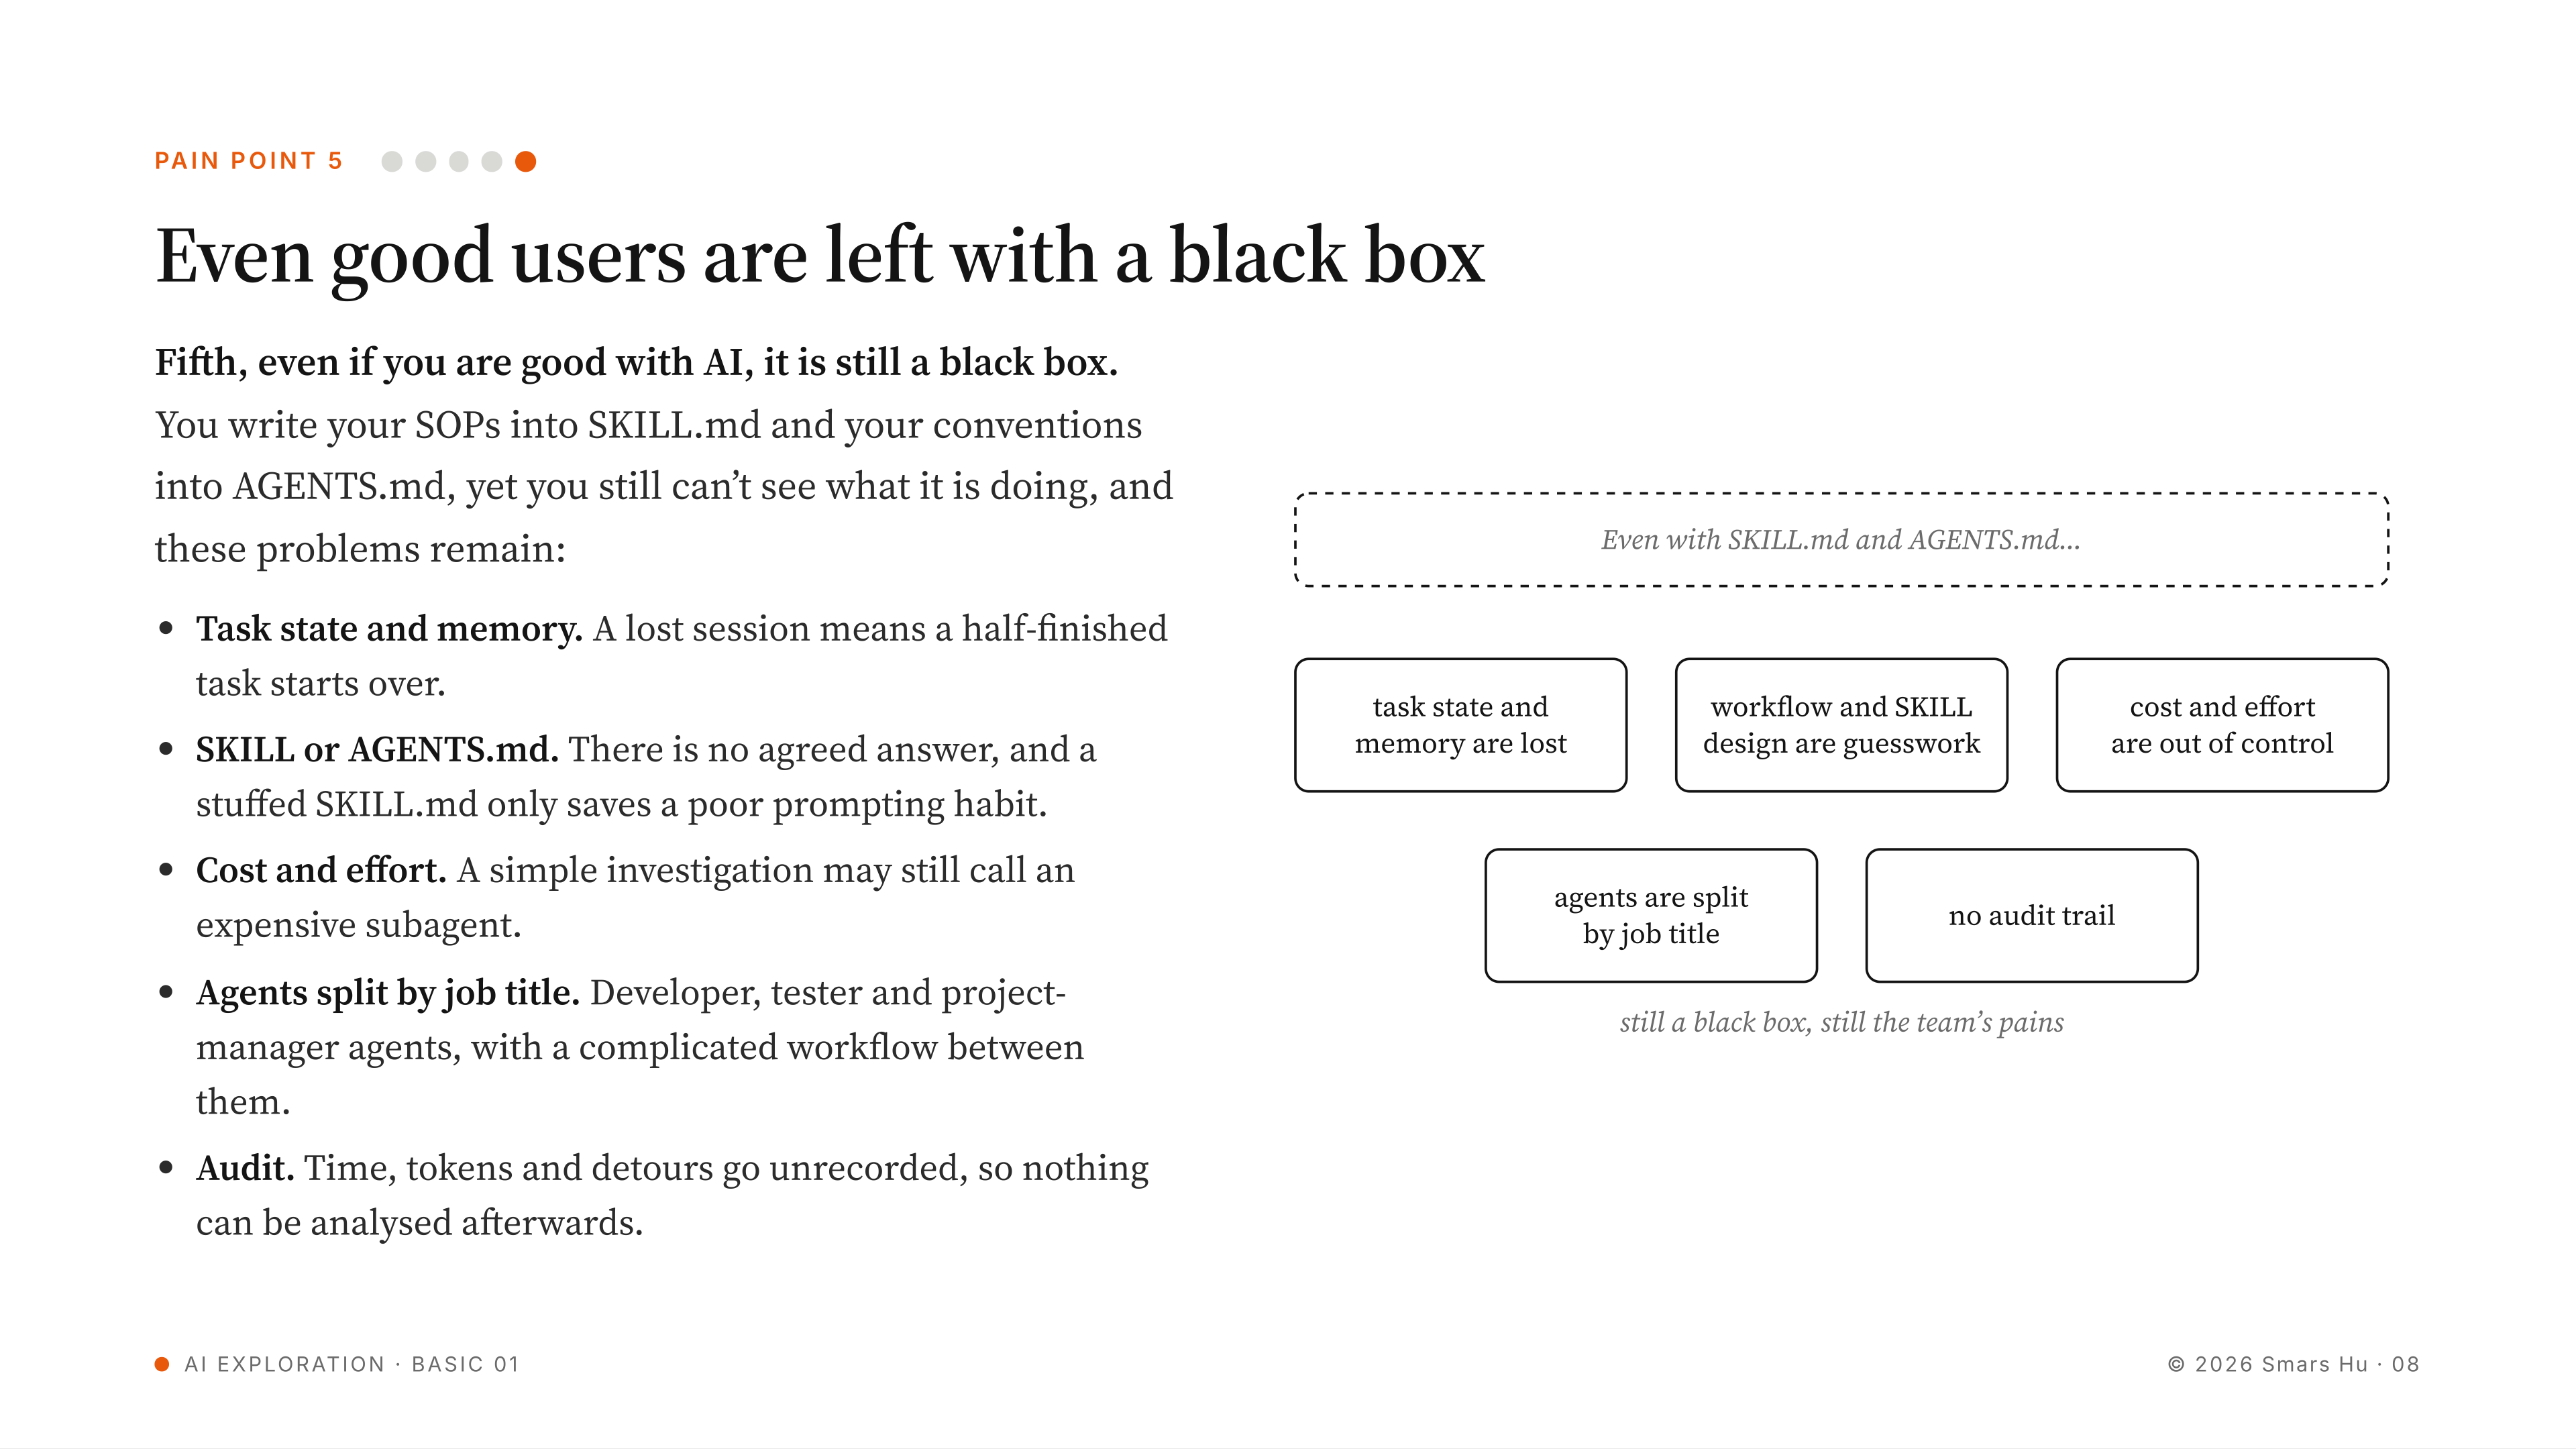 PAIN POINT 5
Even good users are left with a black box
Fifth, even if you are good with AI, it is still a black box.
You write your SOPs into SKILL.md and your conventions
into AGENTS.md, yet you still can’t see what it is doing, and
these problems remain:
• Task state and memory. A lost session means a half-finished
task starts over.
• SKILL or AGENTS.md. There is no agreed answer, and a
stuffed SKILL.md only saves a poor prompting habit.
• Cost and effort. A simple investigation may still call an
expensive subagent.
• Agents split by job title. Developer, tester and project-
manager agents, with a complicated workflow between
them.
• Audit. Time, tokens and detours go unrecorded, so nothing
can be analysed afterwards.
Even with SKILL.md and AGENTS.md...
task state and
memory are lost
workflow and SKILL
design are guesswork
cost and effort
are out of control
agents are split
by job title
no audit trail
still a black box, still the team’s pains
AI EXPLORATION · BASIC 01
© 2026 Smars Hu · 08